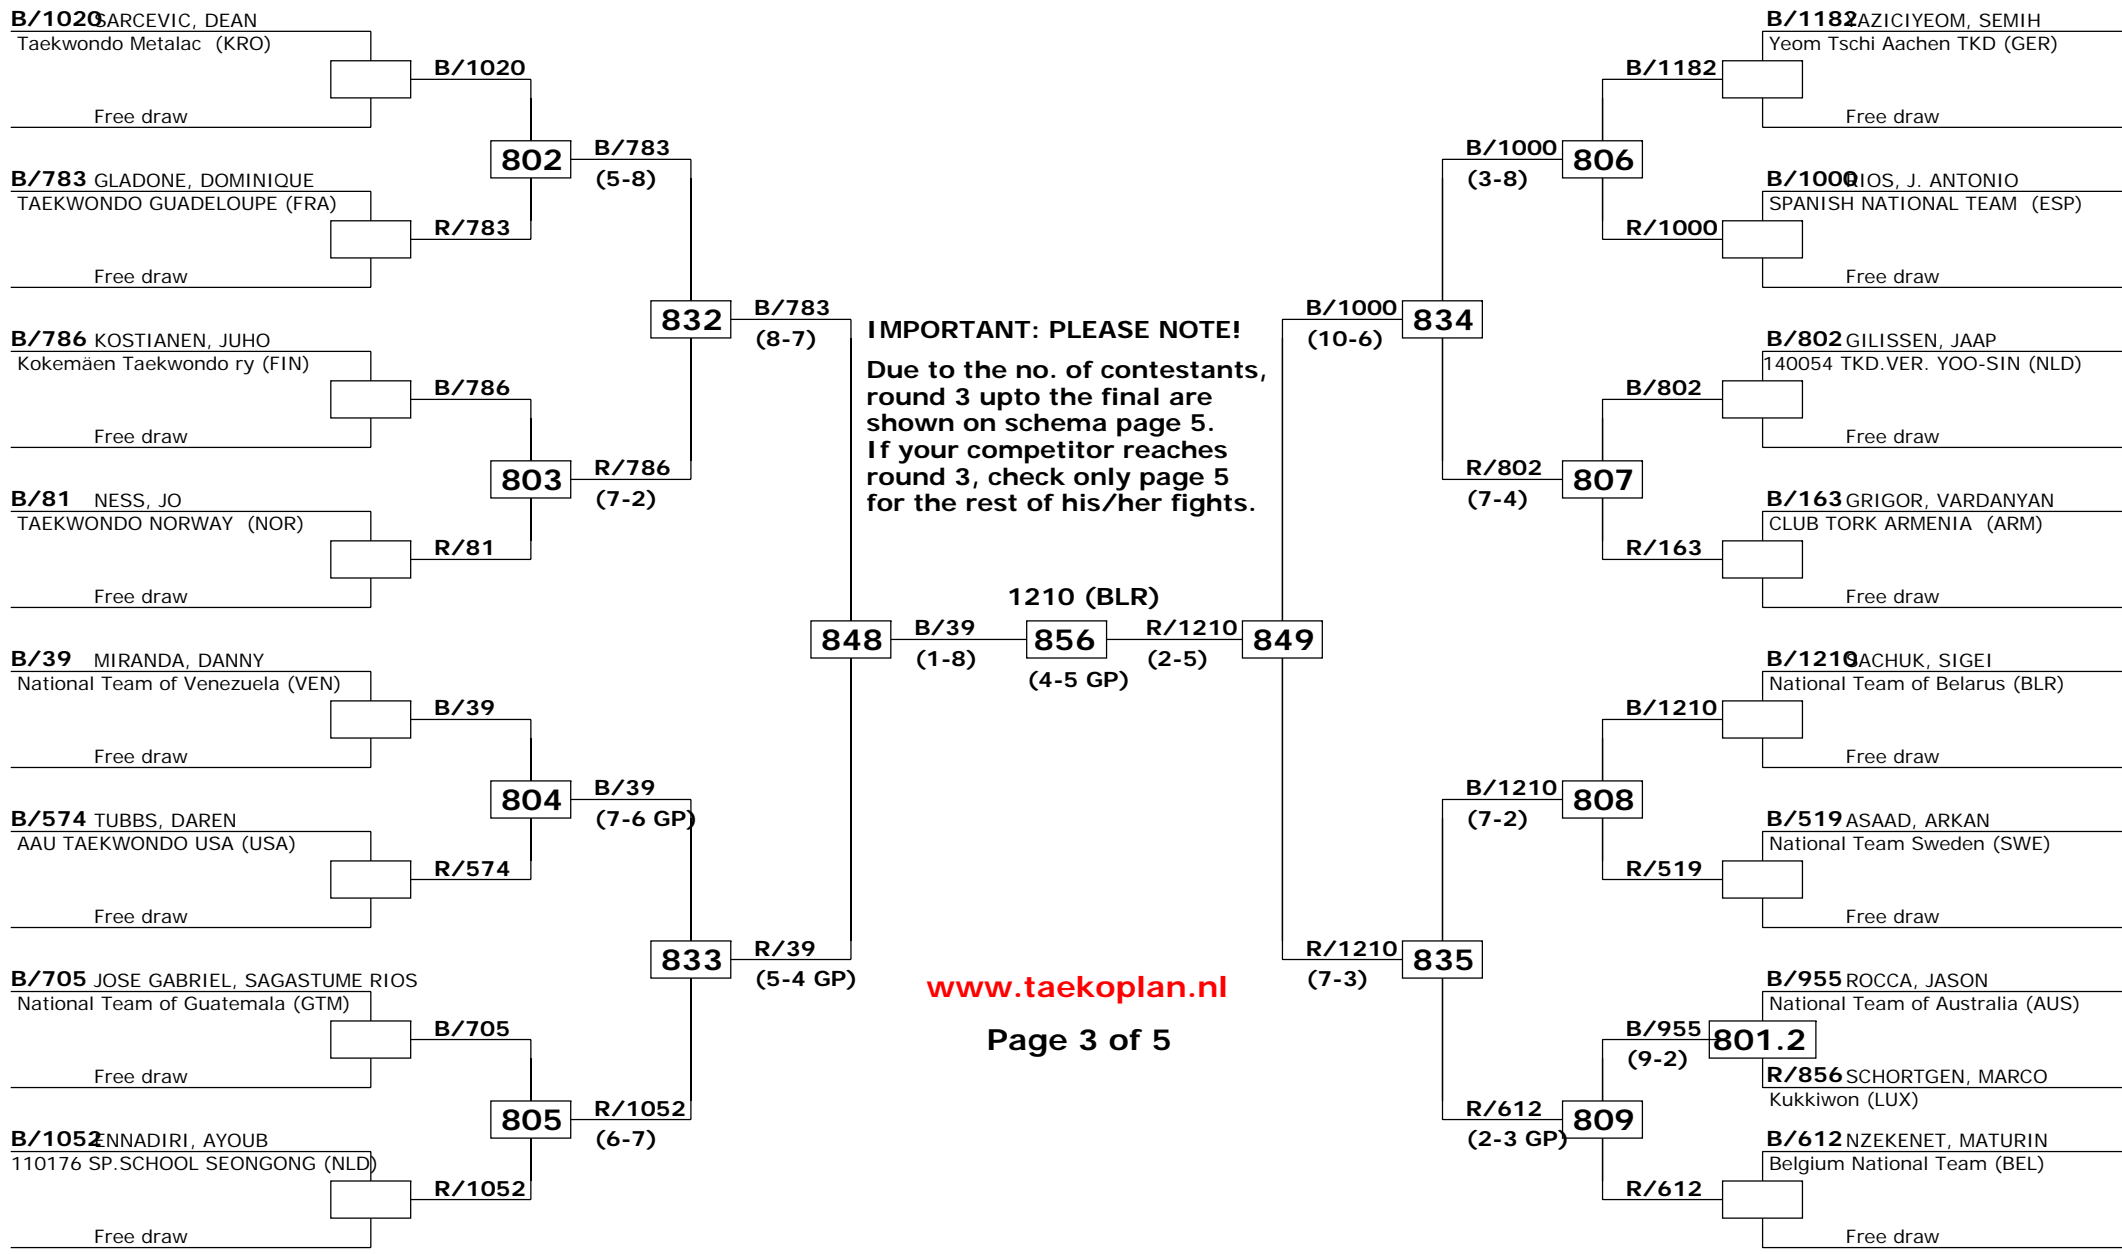 B/1020 SARCEVIC, DEAN
Taekwondo Metalac (KRO)
B/1020
Free draw
802
B/783
(5-8)
B/783 GLADONE, DOMINIQUE
TAEKWONDO GUADELOUPE (FRA)
R/783
Free draw
832
B/783
(8-7)
B/786 KOSTIANEN, JUHO
Kokemäen Taekwondo ry (FIN)
B/786
Free draw
803
R/786
(7-2)
B/81 NESS, JO
TAEKWONDO NORWAY (NOR)
R/81
Free draw
848
B/39
(1-8)
B/39 MIRANDA, DANNY
National Team of Venezuela (VEN)
B/39
Free draw
804
B/39
(7-6 GP)
B/574 TUBBS, DAREN
AAU TAEKWONDO USA (USA)
R/574
Free draw
833
R/39
(5-4 GP)
B/705 JOSE GABRIEL, SAGASTUME RIOS
National Team of Guatemala (GTM)
B/705
Free draw
805
R/1052
(6-7)
B/1052 ENNADIRI, AYOUB
110176 SP.SCHOOL SEONGONG (NLD)
R/1052
Free draw
IMPORTANT: PLEASE NOTE!
Due to the no. of contestants,
round 3 upto the final are
shown on schema page 5.
If your competitor reaches
round 3, check only page 5
for the rest of his/her fights.
1210 (BLR)
856
(4-5 GP)
www.taekoplan.nl
Page 3 of 5
B/1182 YAZICIYEOM, SEMIH
Yeom Tschi Aachen TKD (GER)
B/1182
Free draw
B/1000
(3-8)
806
B/1000 RIOS, J. ANTONIO
SPANISH NATIONAL TEAM (ESP)
R/1000
Free draw
B/1000
(10-6)
834
B/802 GILISSEN, JAAP
140054 TKD.VER. YOO-SIN (NLD)
B/802
Free draw
R/802
(7-4)
807
B/163 GRIGOR, VARDANYAN
CLUB TORK ARMENIA (ARM)
R/163
Free draw
R/1210
(2-5)
849
B/1210 SACHUK, SIGEI
National Team of Belarus (BLR)
B/1210
Free draw
B/1210
(7-2)
808
B/519 ASAAD, ARKAN
National Team Sweden (SWE)
R/519
Free draw
R/1210
(7-3)
835
B/955 ROCCA, JASON
National Team of Australia (AUS)
B/955
(9-2)
801.2
R/856 SCHORTGEN, MARCO
Kukkiwon (LUX)
R/612
(2-3 GP)
809
B/612 NZEKENET, MATURIN
Belgium National Team (BEL)
R/612
Free draw